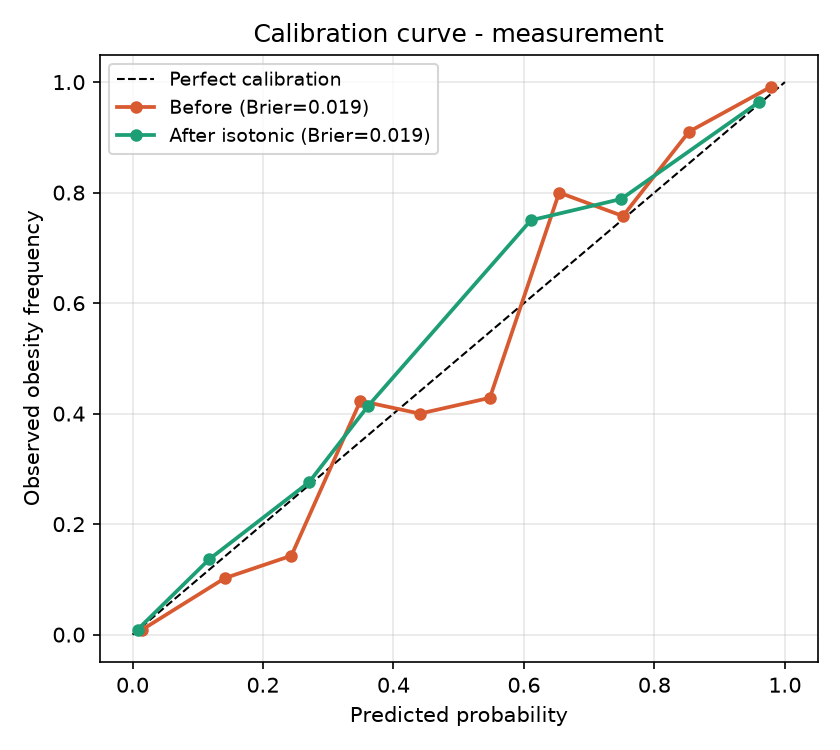 Calibration curve - measurement
Perfect calibration
Before (Brier=0.019)
After isotonic (Brier=0.019)
Observed obesity frequency
1.0
0.8
0.6
0.4
0.2
0.0
0.0 0.2 0.4 0.6 0.8 1.0
Predicted probability